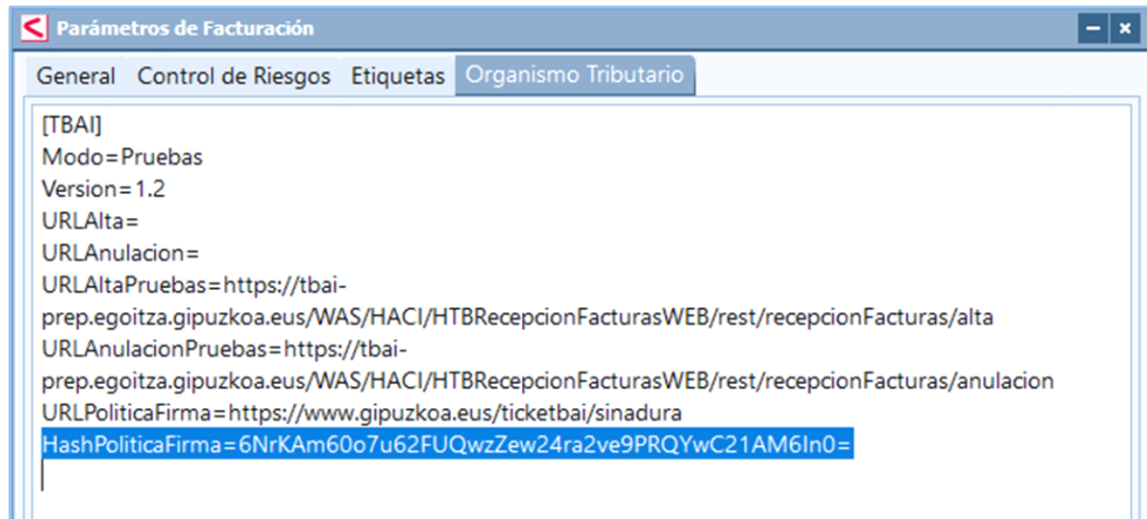 Parámetros de Facturación
General Control de Riesgos Etiquetas Organismo Tributario
[TBAI]
Modo=Pruebas
Version=1.2
URLAlta=
URLAnulacion=
URLAltaPruebas=https://tbai-
prep.egoitza.gipuzkoa.eus/WAS/HACI/HTBRecepcionFacturasWEB/rest/recepcionFacturas/alta
URLAnulacionPruebas=https://tbai-
prep.egoitza.gipuzkoa.eus/WAS/HACI/HTBRecepcionFacturasWEB/rest/recepcionFacturas/anulacion
URLPoliticaFirma=https://www.gipuzkoa.eus/ticketbai/sinadura
HashPoliticaFirma=6NrKAm60o7u62FUQwzZew24ra2ve9PRQYwC21AM6In0=